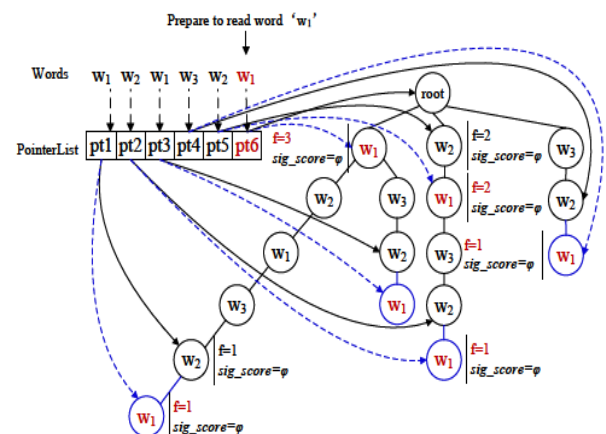 Prepare to read word ‘w₁’
Words w₁ w₂ w₁ w₃ w₂ w₁
root
PointerList pt1 pt2 pt3 pt4 pt5 pt6
f=3
sig_score=φ
w₁
w₂
f=2
sig_score=φ
w₃
w₂
w₃
w₁
f=2
sig_score=φ
w₂
w₁
w₂
w₃
f=1
sig_score=φ
w₁
w₃
w₁
w₂
w₂
f=1
sig_score=φ
w₁
f=1
sig_score=φ
w₁
f=1
sig_score=φ